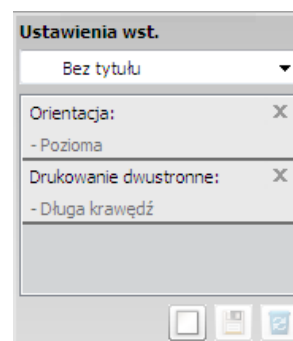 Ustawienia wst.
Bez tytułu
Orientacja:
- Pozioma
Drukowanie dwustronne:
- Długa krawędź